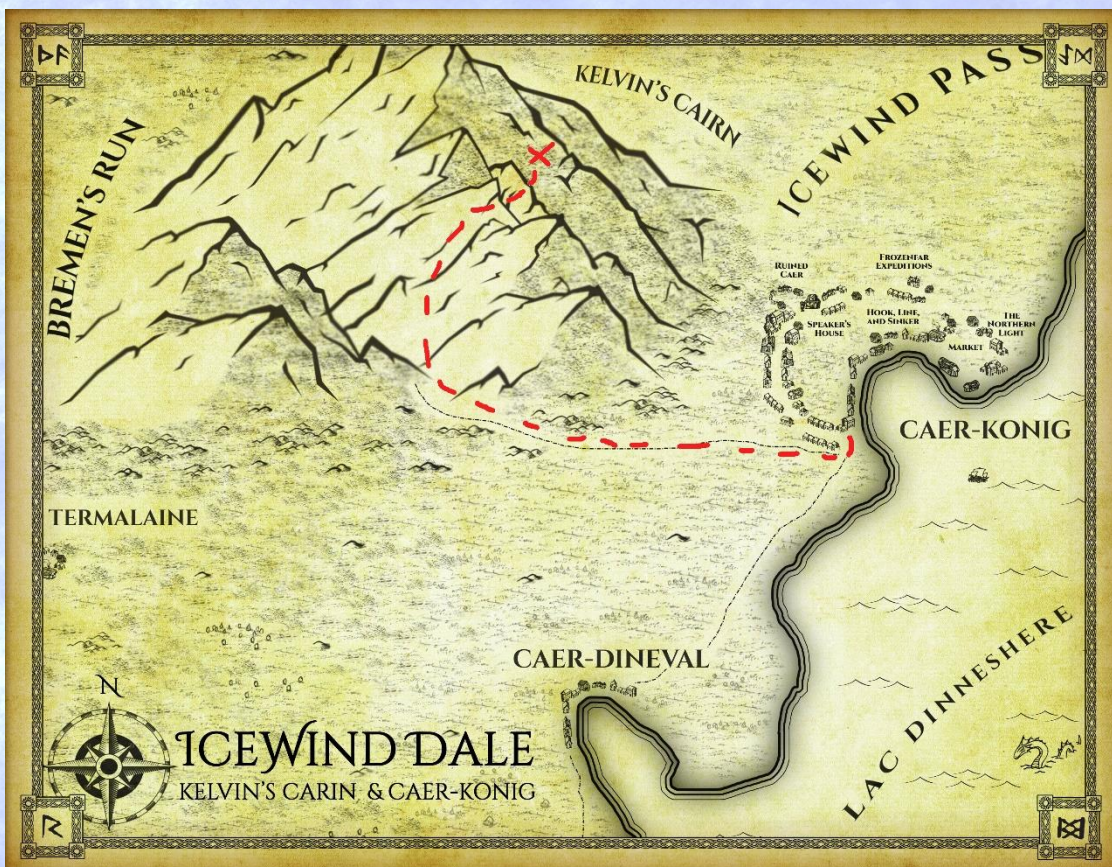 KELVIN'S CAIRN
ICEWIND PASS
BREMEN'S RUN
RUINED
CAER
FROZENFAR
EXPEDITIONS
SPEAKER'S
HOUSE
HOOK, LINE,
AND SINKER
THE
NORTHERN
LIGHT
MARKET
CAER-KONIG
TERMALAINE
CAER-DINEVAL
LAC DINNESHERE
N
ICEWIND DALE
KELVIN'S CARIN & CAER-KONIG